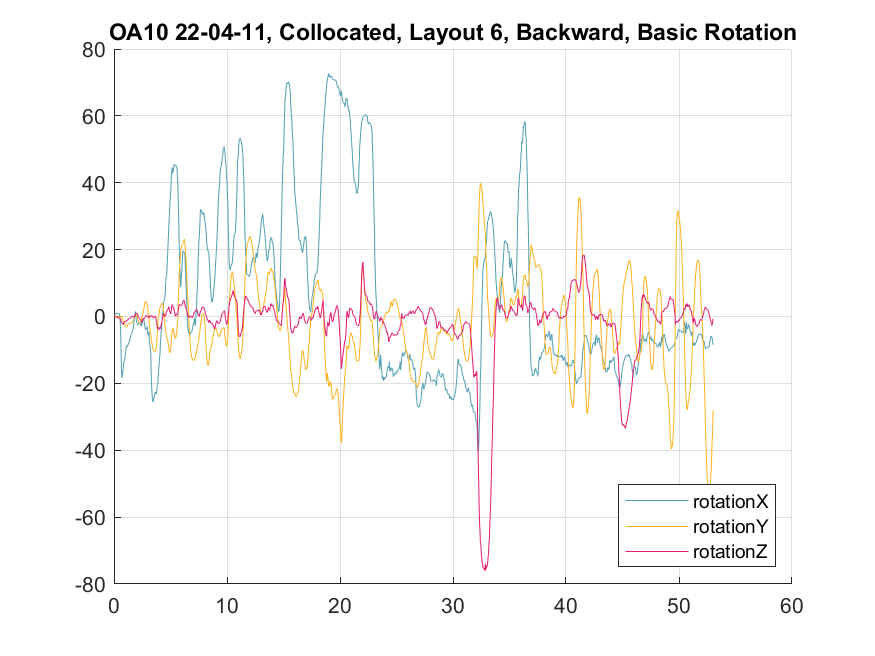 OA10 22-04-11, Collocated, Layout 6, Backward, Basic Rotation
80
60
40
20
0
-20
-40
-60
-80
0 10 20 30 40 50 60
rotationX
rotationY
rotationZ